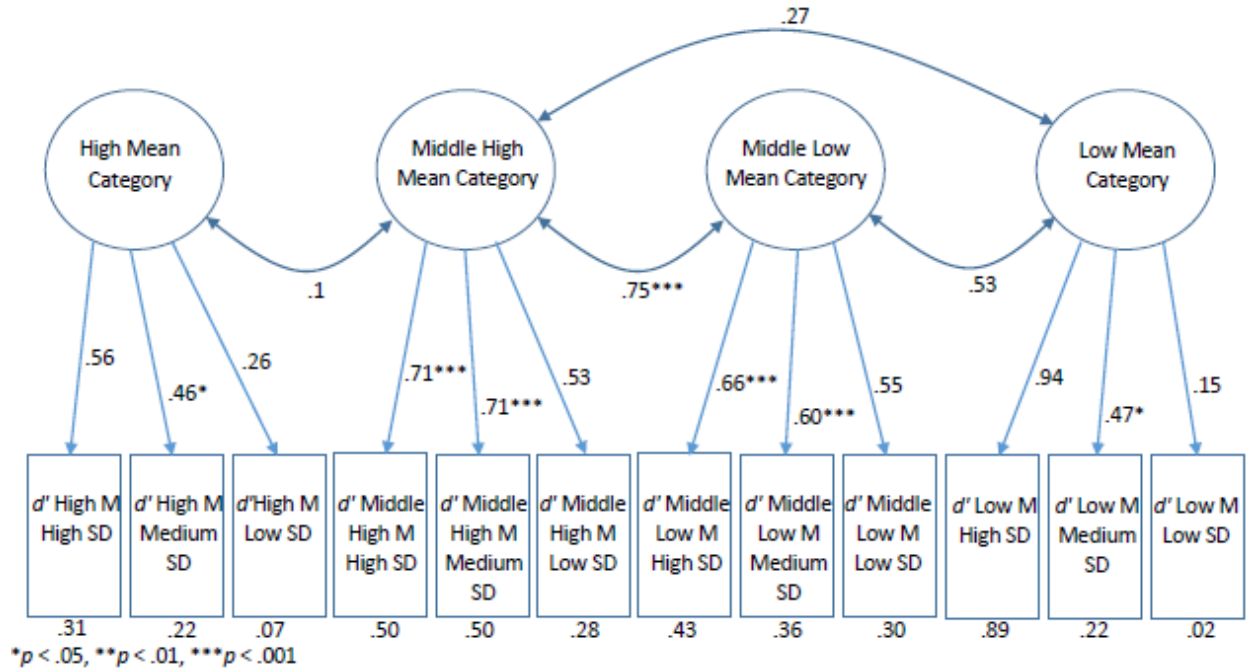 .27
High Mean
Category
Middle High
Mean Category
Middle Low
Mean Category
Low Mean
Category
.1
.75***
.53
.56
.46*
.26
.71***
.71***
.53
.66***
.60***
.55
.94
.47*
.15
d' High M
High SD
d' High M
Medium
SD
d'High M
Low SD
d' Middle
High M
High SD
d' Middle
High M
Medium
SD
d' Middle
High M
Low SD
d' Middle
Low M
High SD
d' Middle
Low M
Medium
SD
d' Middle
Low M
Low SD
d' Low M
High SD
d' Low M
Medium
SD
d' Low M
Low SD
.31
.22
.07
.50
.50
.28
.43
.36
.30
.89
.22
.02
*p < .05, **p < .01, ***p < .001